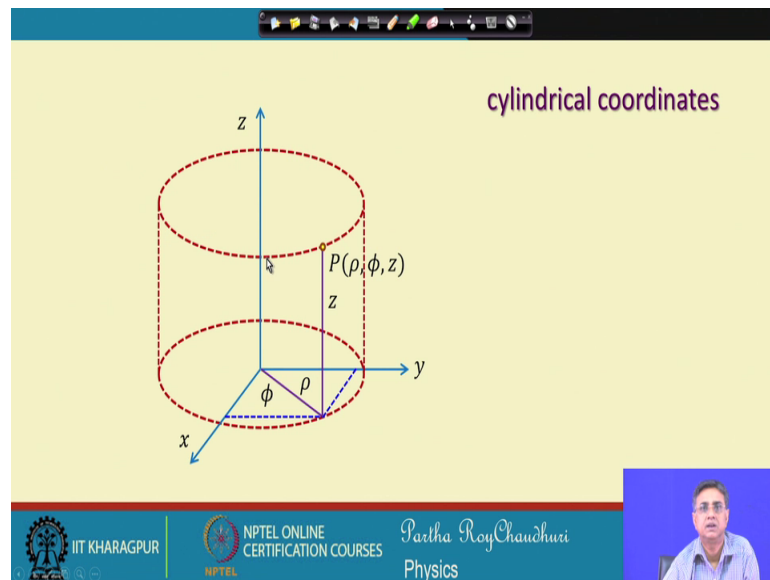 cylindrical coordinates
z
P(ρ, ϕ, z)
z
y
ρ
ϕ
x
IIT KHARAGPUR
NPTEL
NPTEL ONLINE
CERTIFICATION COURSES
Partha RoyChaudhuri
Physics